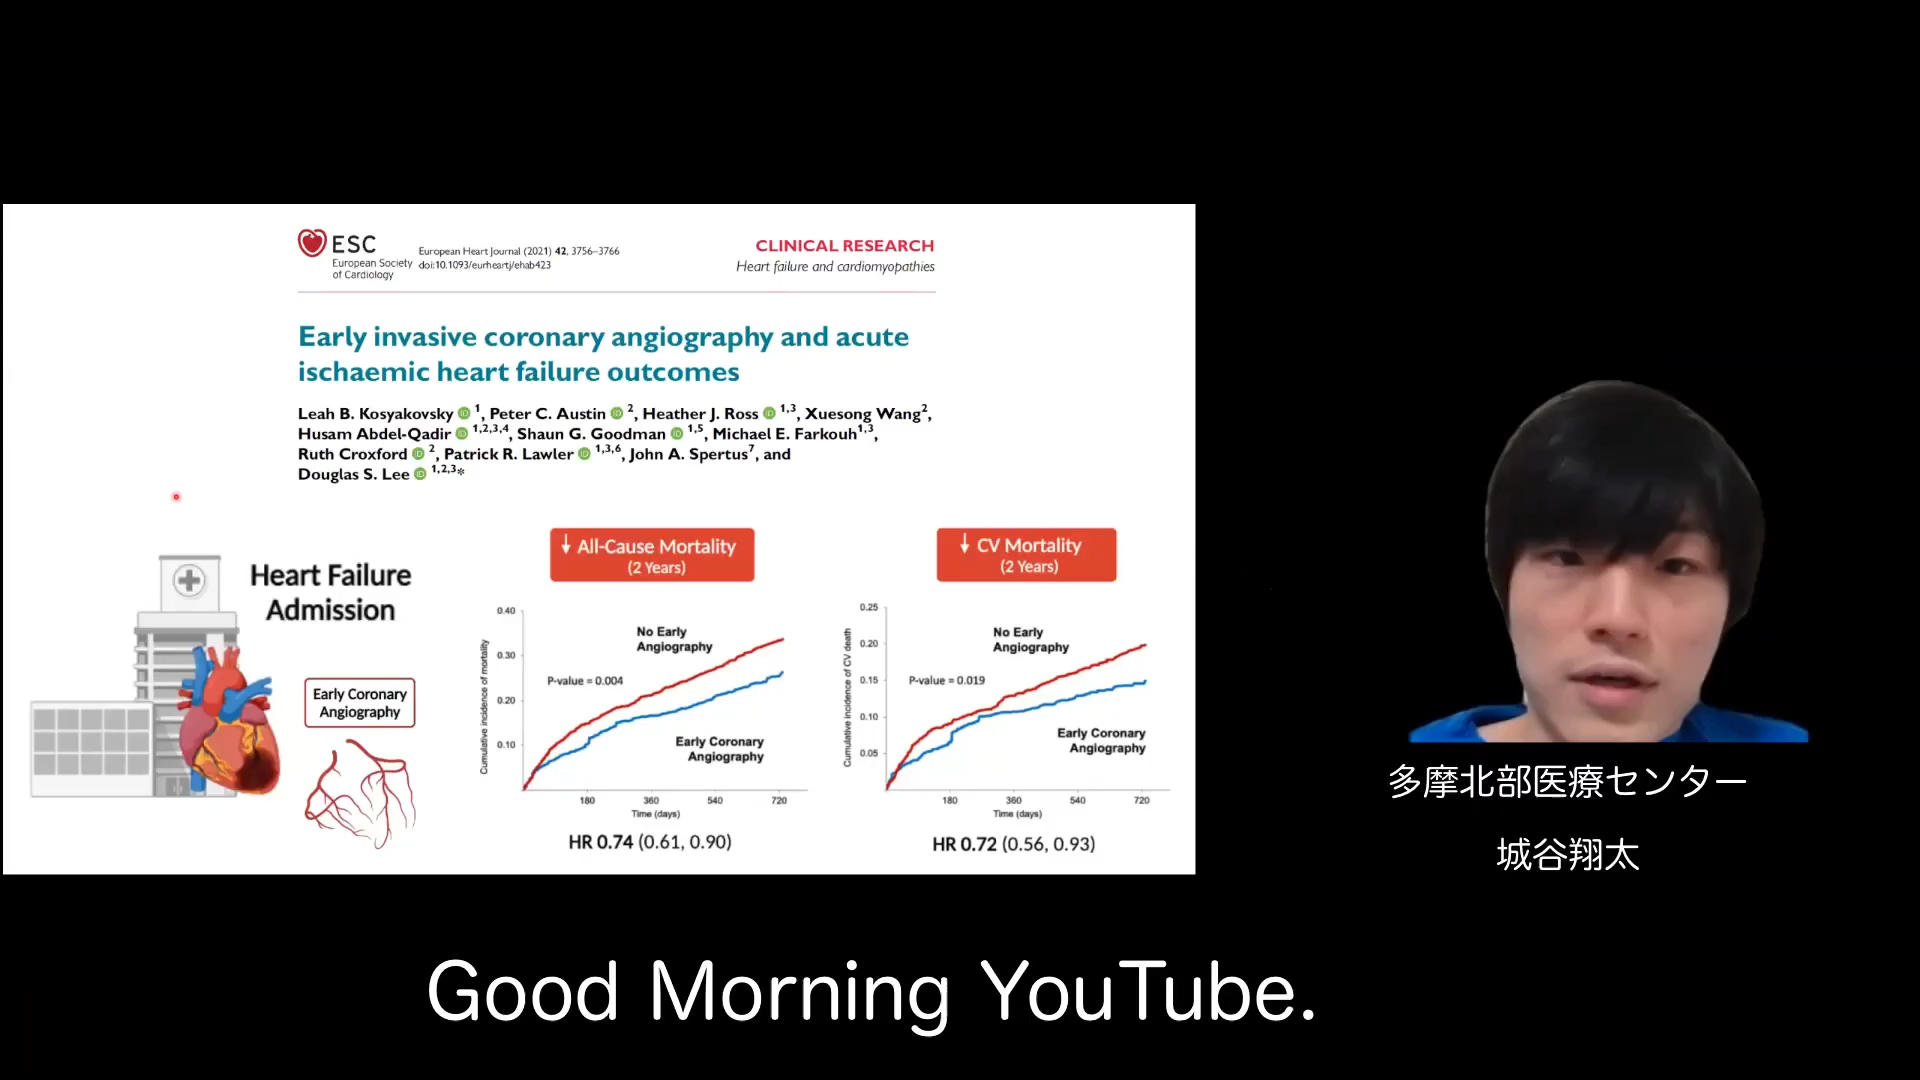 ESC
European Society
of Cardiology
European Heart Journal (2021) 42, 3756–3766
doi:10.1093/eurheartj/ehab423
CLINICAL RESEARCH
Heart failure and cardiomyopathies
Early invasive coronary angiography and acute
ischaemic heart failure outcomes
Leah B. Kosyakovsky iD 1, Peter C. Austin iD 2, Heather J. Ross iD 1,3, Xuesong Wang2,
Husam Abdel-Qadir iD 1,2,3,4, Shaun G. Goodman iD 1,5, Michael E. Farkouh1,3,
Ruth Croxford iD 2, Patrick R. Lawler iD 1,3,6, John A. Spertus7, and
Douglas S. Lee iD 1,2,3*
Heart Failure
Admission
Early Coronary
Angiography
↓ All-Cause Mortality
(2 Years)
Cumulative incidence of mortality
0.40
0.30
0.20
0.10
No Early
Angiography
P-value = 0.004
Early Coronary
Angiography
180 360 540 720
Time (days)
HR 0.74 (0.61, 0.90)
↓ CV Mortality
(2 Years)
Cumulative incidence of CV death
0.25
0.20
0.15
0.10
0.05
No Early
Angiography
P-value = 0.019
Early Coronary
Angiography
180 360 540 720
Time (days)
HR 0.72 (0.56, 0.93)
多摩北部医療センター
城谷翔太
Good Morning YouTube.